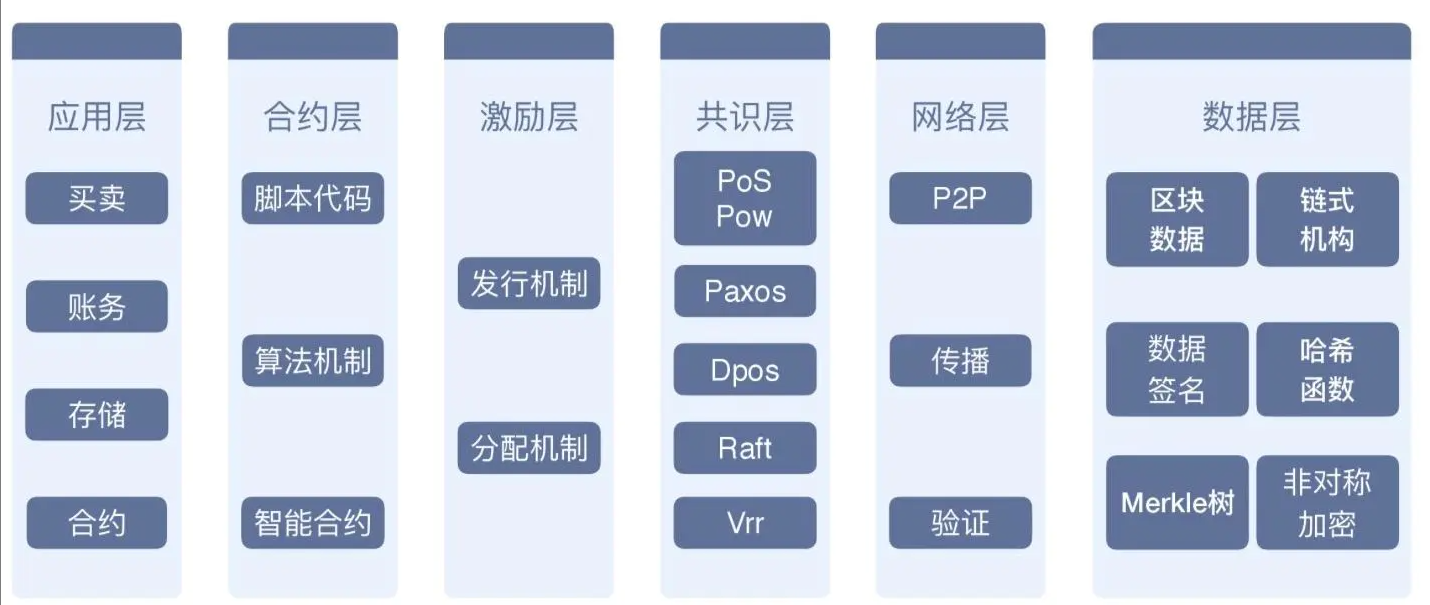 应用层
买卖
账务
存储
合约
合约层
脚本代码
算法机制
智能合约
激励层
发行机制
分配机制
共识层
PoS
Pow
Paxos
Dpos
Raft
Vrr
网络层
P2P
传播
验证
数据层
区块
数据
链式
机构
数据
签名
哈希
函数
Merkle树
非对称
加密